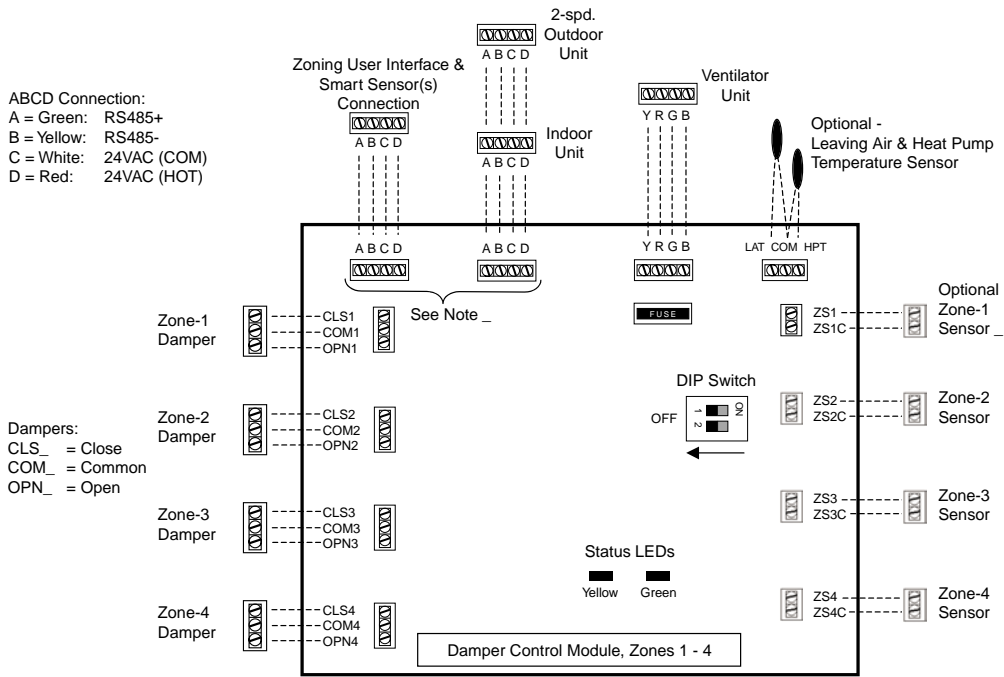 2-spd.
Outdoor
Unit
A B C D
Zoning User Interface &
Smart Sensor(s)
Connection
A B C D
Indoor
Unit
A B C D
Ventilator
Unit
Y R G B
Optional -
Leaving Air & Heat Pump
Temperature Sensor
ABCD Connection:
A = Green: RS485+
B = Yellow: RS485-
C = White: 24VAC (COM)
D = Red: 24VAC (HOT)
A B C D
A B C D
Y R G B
LAT COM HPT
See Note _
FUSE
Zone-1
Damper
CLS1
COM1
OPN1
ZS1
ZS1C
Optional
Zone-1
Sensor _
DIP Switch
OFF
ON
1
2
Zone-2
Damper
CLS2
COM2
OPN2
ZS2
ZS2C
Zone-2
Sensor
Dampers:
CLS_ = Close
COM_ = Common
OPN_ = Open
Zone-3
Damper
CLS3
COM3
OPN3
ZS3
ZS3C
Zone-3
Sensor
Status LEDs
Yellow Green
Zone-4
Damper
CLS4
COM4
OPN4
ZS4
ZS4C
Zone-4
Sensor
Damper Control Module, Zones 1 - 4